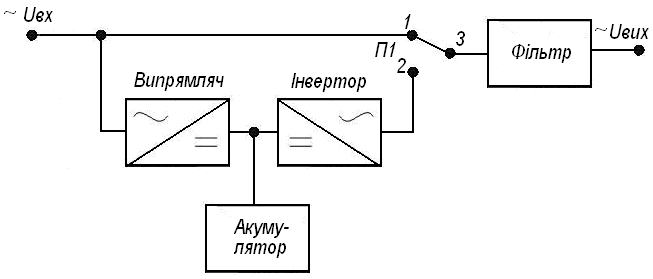 ~ Uвх
1
~Uвих
П1
3
Фільтр
2
Випрямляч
Інвертор
Акуму-
лятор